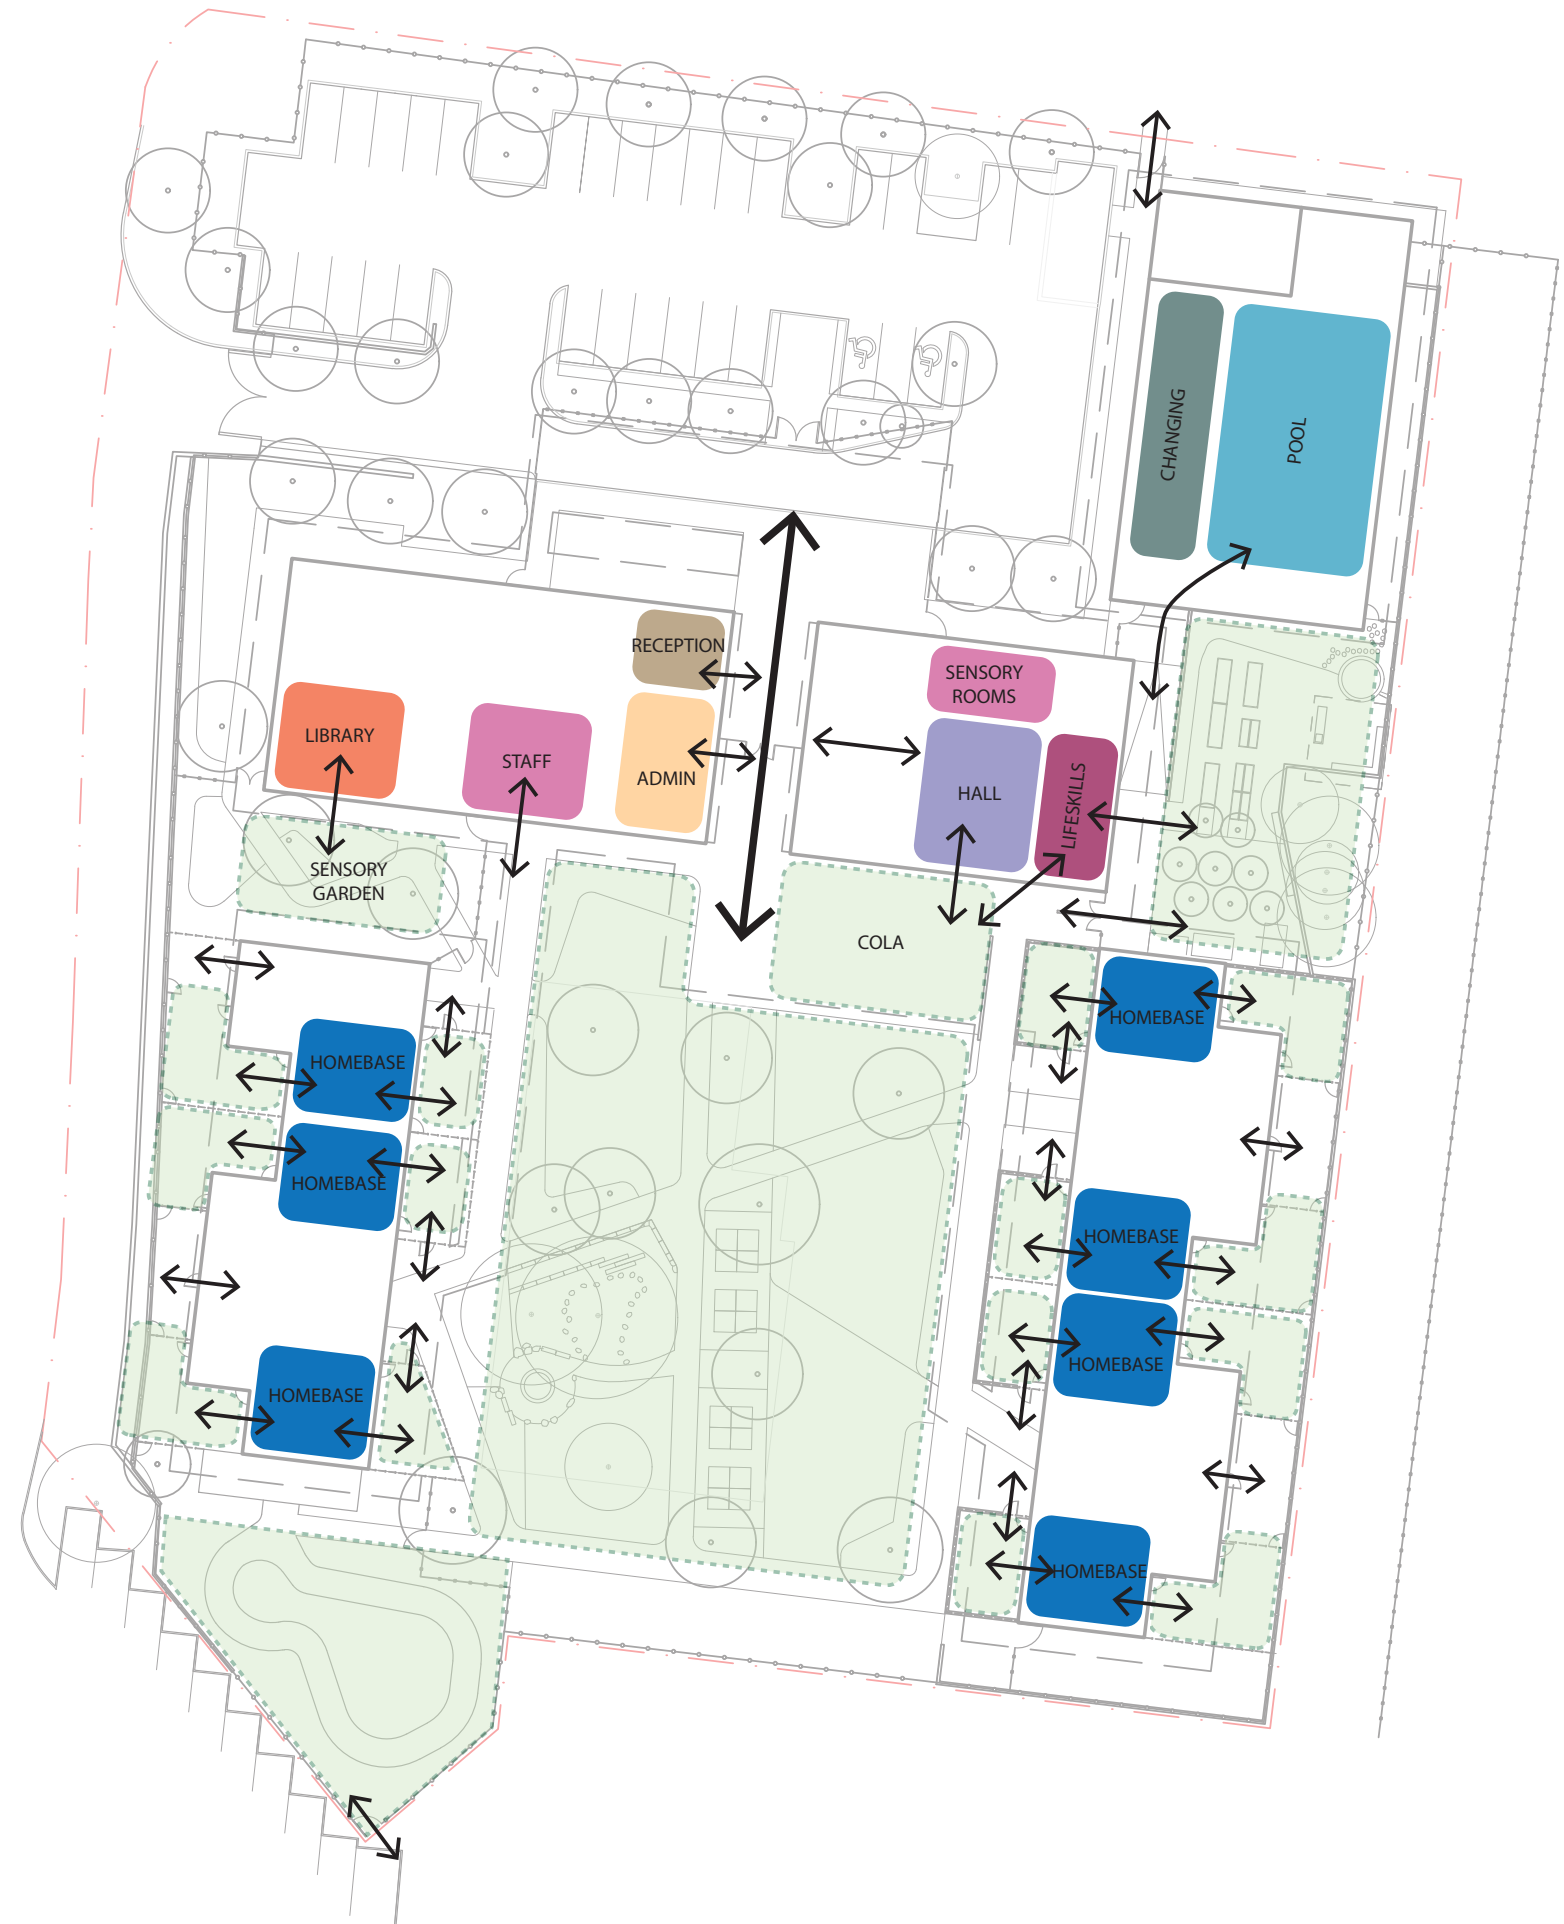 CHANGING
POOL
RECEPTION
SENSORY
ROOMS
LIBRARY
STAFF
ADMIN
HALL
LIFESKILLS
SENSORY
GARDEN
COLA
HOMEBASE
HOMEBASE
HOMEBASE
HOMEBASE
HOMEBASE
HOMEBASE
HOMEBASE